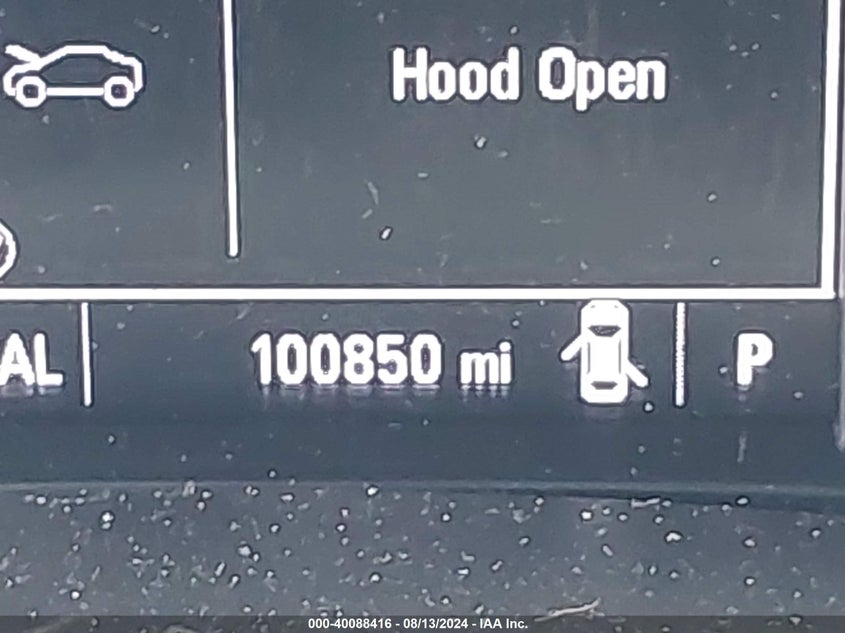 Hood Open
AL 100850 mi P
000-40088416 - 08/13/2024 - IAA Inc.